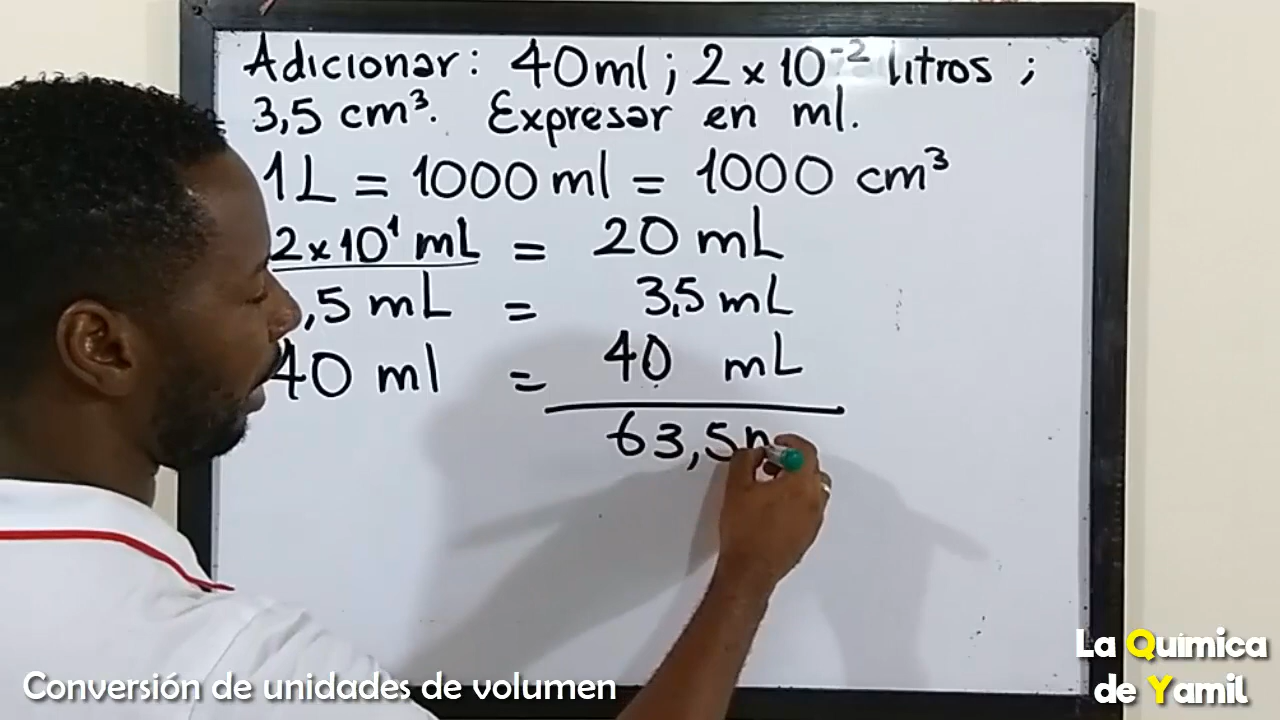 Adicionar: 40ml; 2 x 10⁻² litros ;
3,5 cm³. Expresar en ml.
1L = 1000 ml = 1000 cm³
2x10¹ mL = 20 mL
,5 mL = 3,5 mL
40 ml = 40 mL
63,5
Conversión de unidades de volumen
La Química
de Yamil